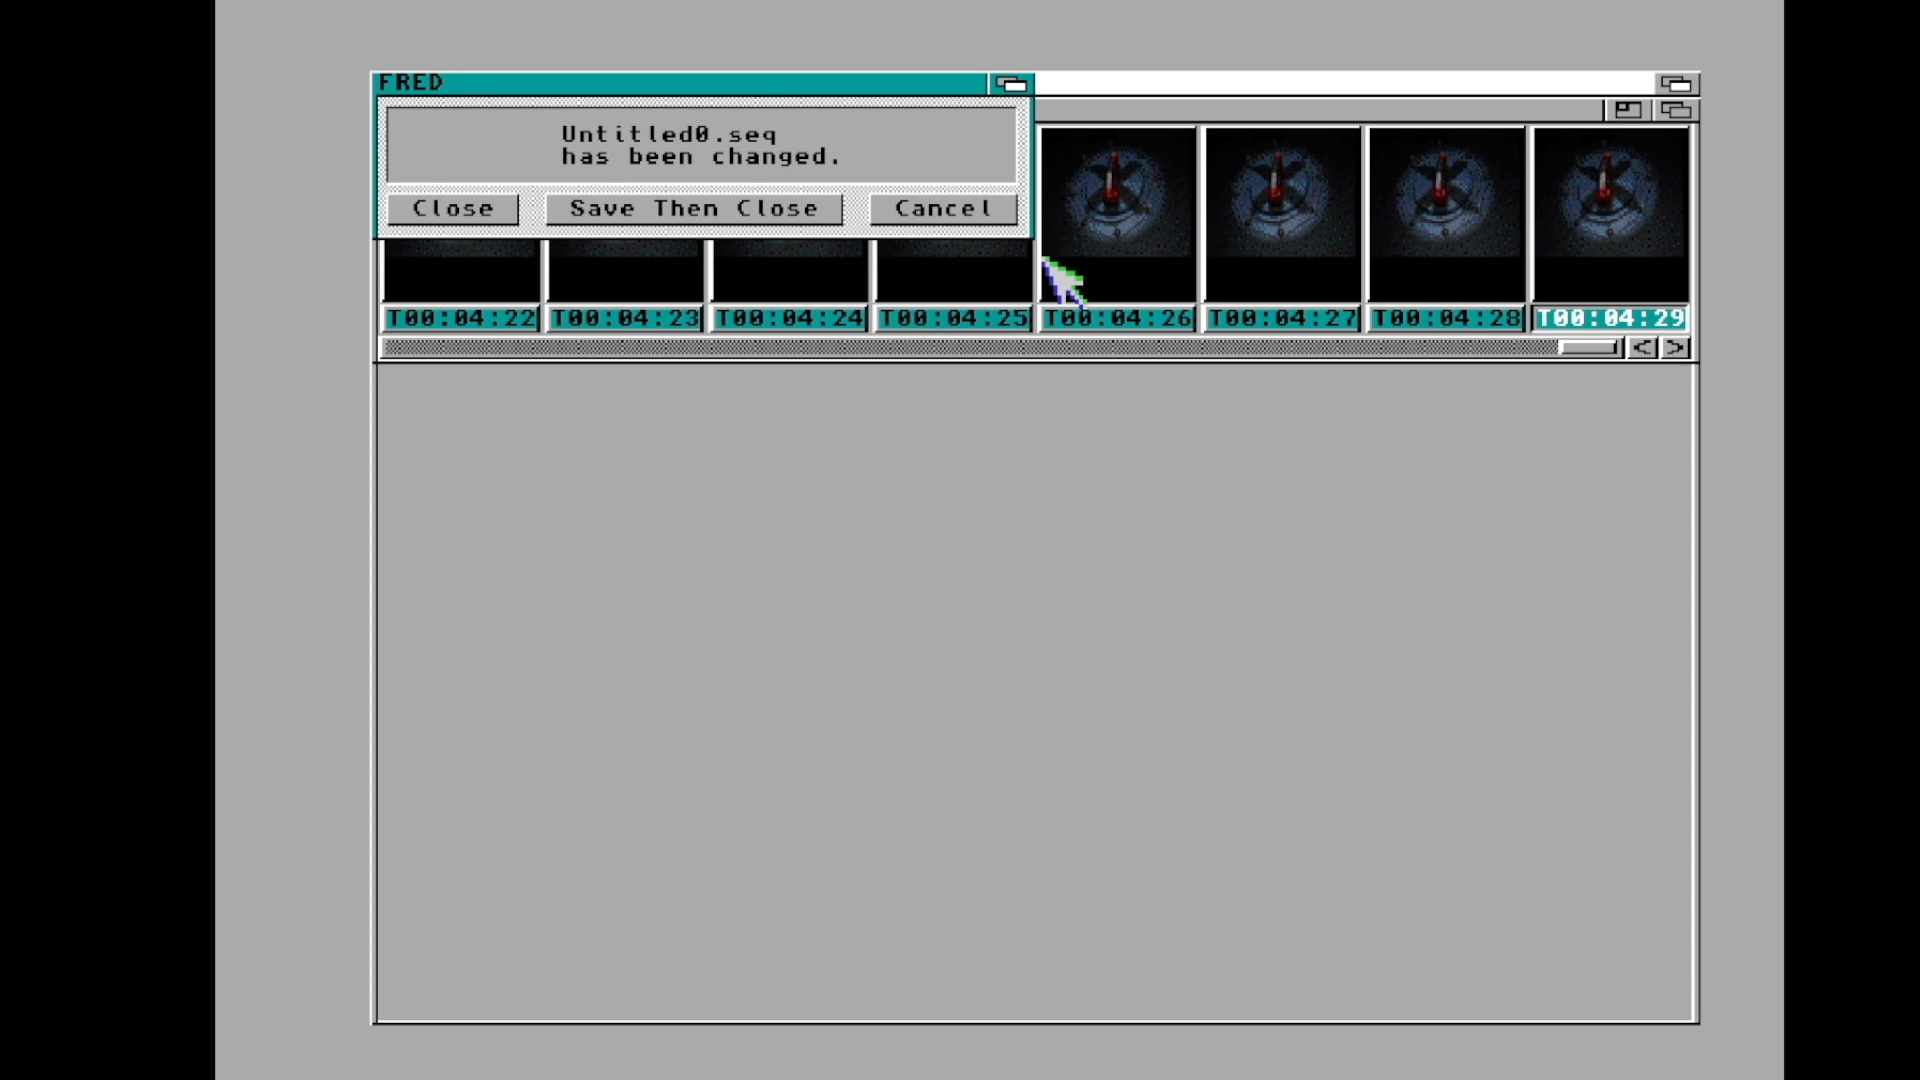 FRED
Untitled0.seq
has been changed.
Close Save Then Close Cancel
T00:04:22 T00:04:23 T00:04:24 T00:04:25 T00:04:26 T00:04:27 T00:04:28 T00:04:29
< >